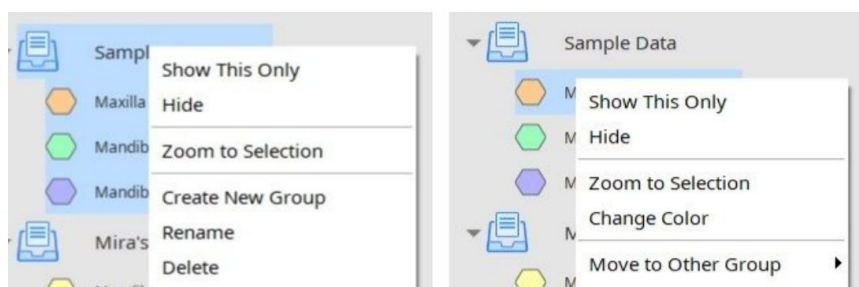 Sampl
Show This Only
Maxilla
Hide
Mandib
Zoom to Selection
Mandib
Create New Group
Mira's
Rename
Delete
Sample Data
M
Show This Only
M
Hide
M
Zoom to Selection
Change Color
M
Move to Other Group
M